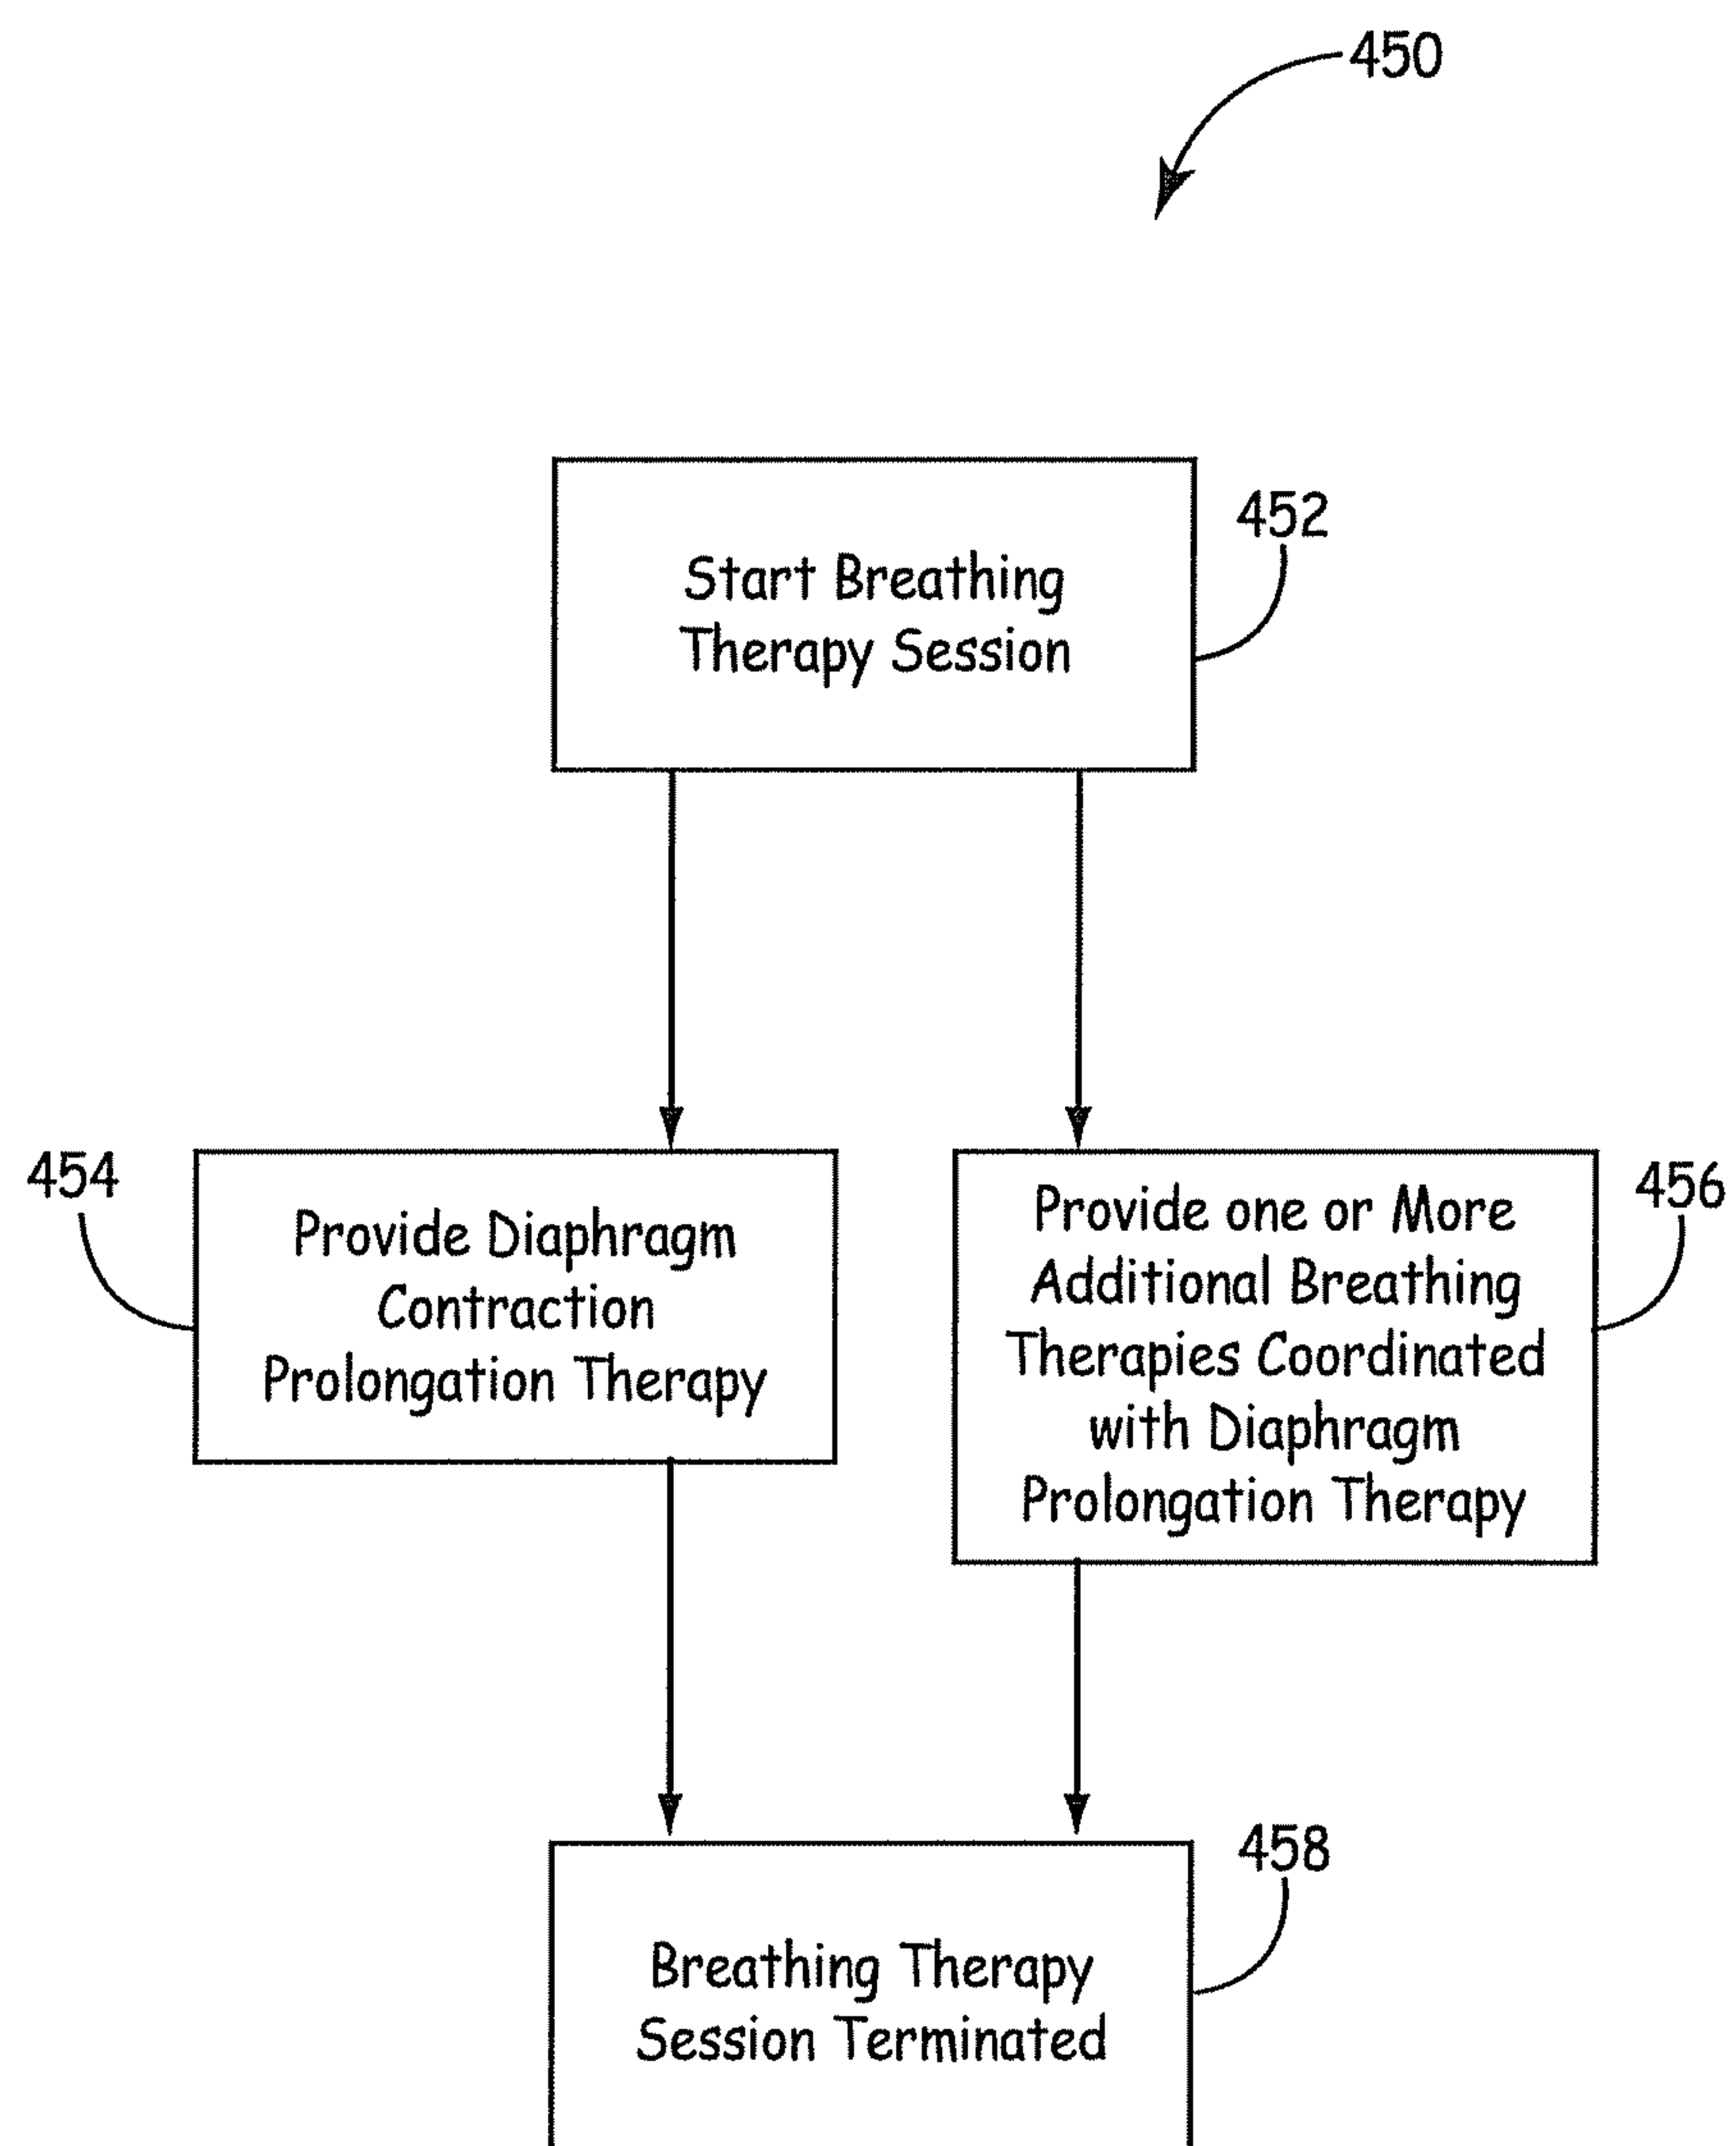 450
452
Start Breathing
Therapy Session
454
Provide Diaphragm
Contraction
Prolongation Therapy
456
Provide one or More
Additional Breathing
Therapies Coordinated
with Diaphragm
Prolongation Therapy
458
Breathing Therapy
Session Terminated